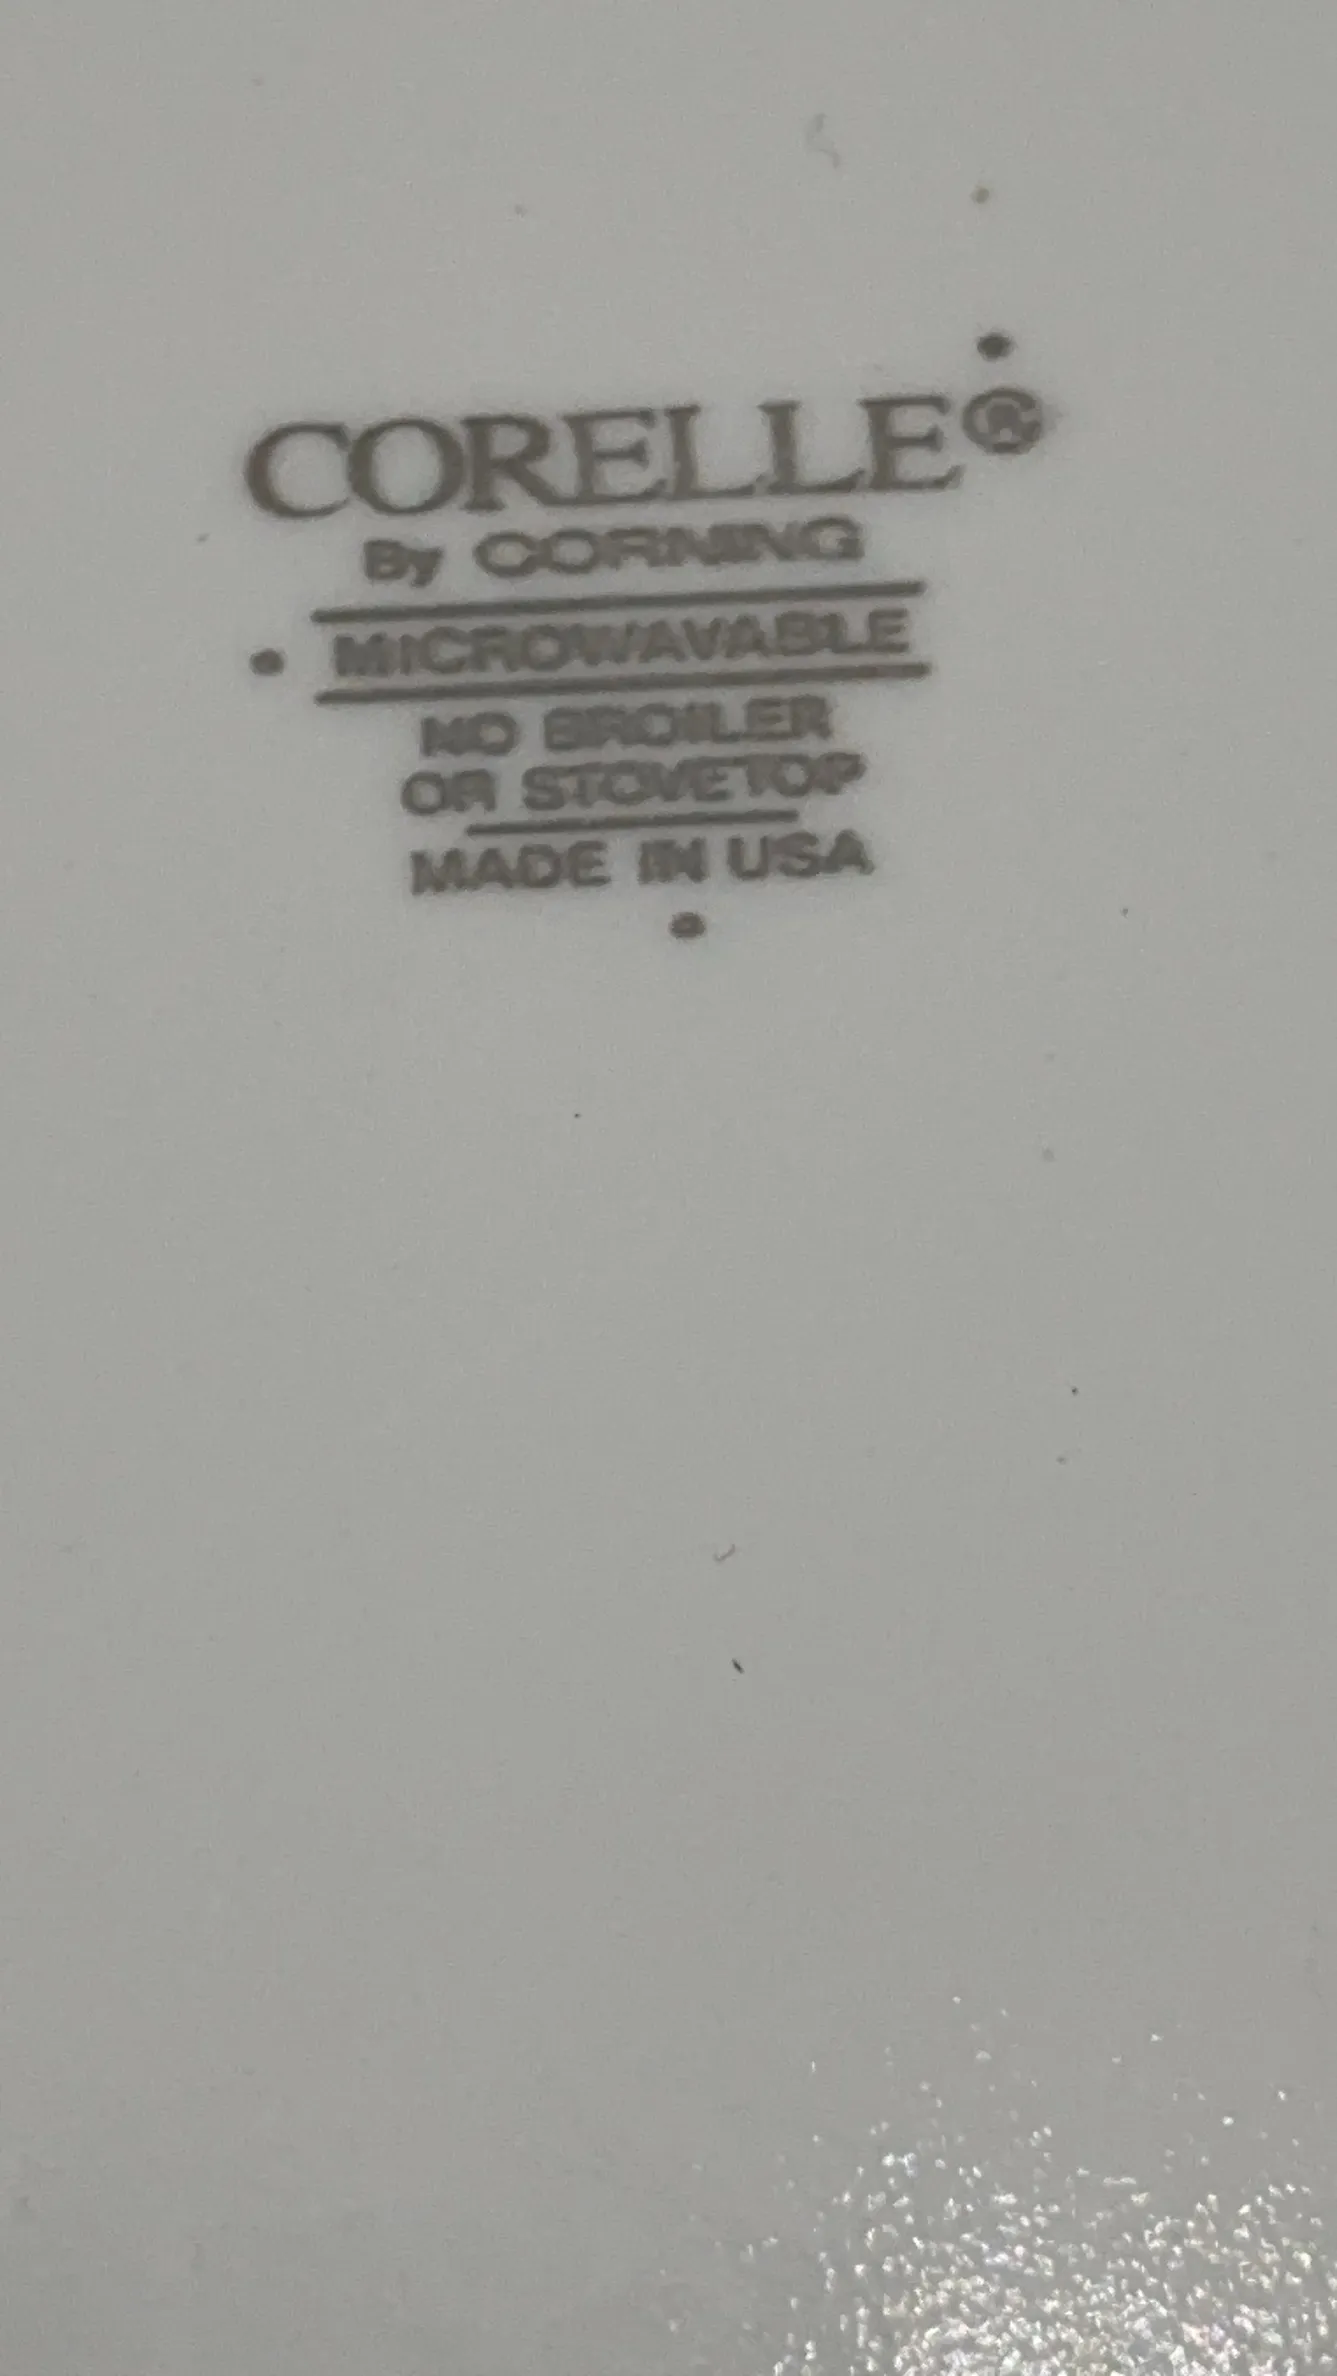 CORELLE®
By CORNING
MICROWAVABLE
NO BROILER
OR STOVETOP
MADE IN USA